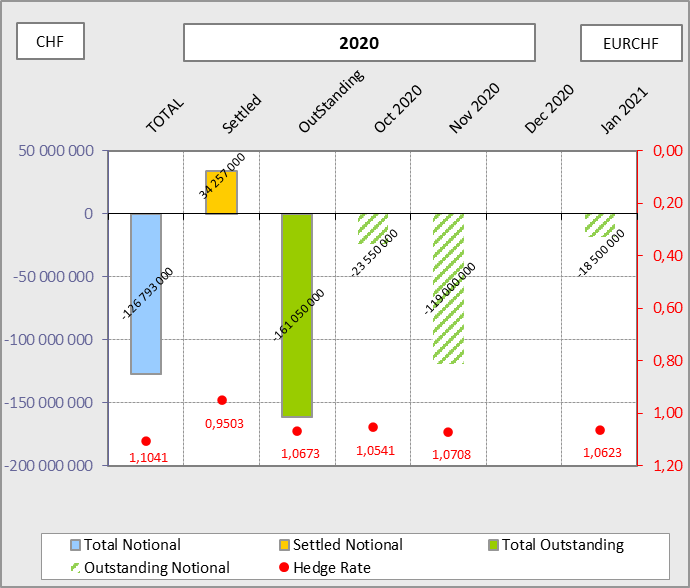 CHF
2020
EURCHF
TOTAL
Settled
OutStanding
Oct 2020
Nov 2020
Dec 2020
Jan 2021
50 000 000
0
-50 000 000
-100 000 000
-150 000 000
-200 000 000
34 257 000
-126 793 000
-161 050 000
-23 550 000
-119 000 000
-18 500 000
1,1041
0,9503
1,0673
1,0541
1,0708
1,0623
0,00
0,20
0,40
0,60
0,80
1,00
1,20
Total Notional
Settled Notional
Total Outstanding
Outstanding Notional
Hedge Rate